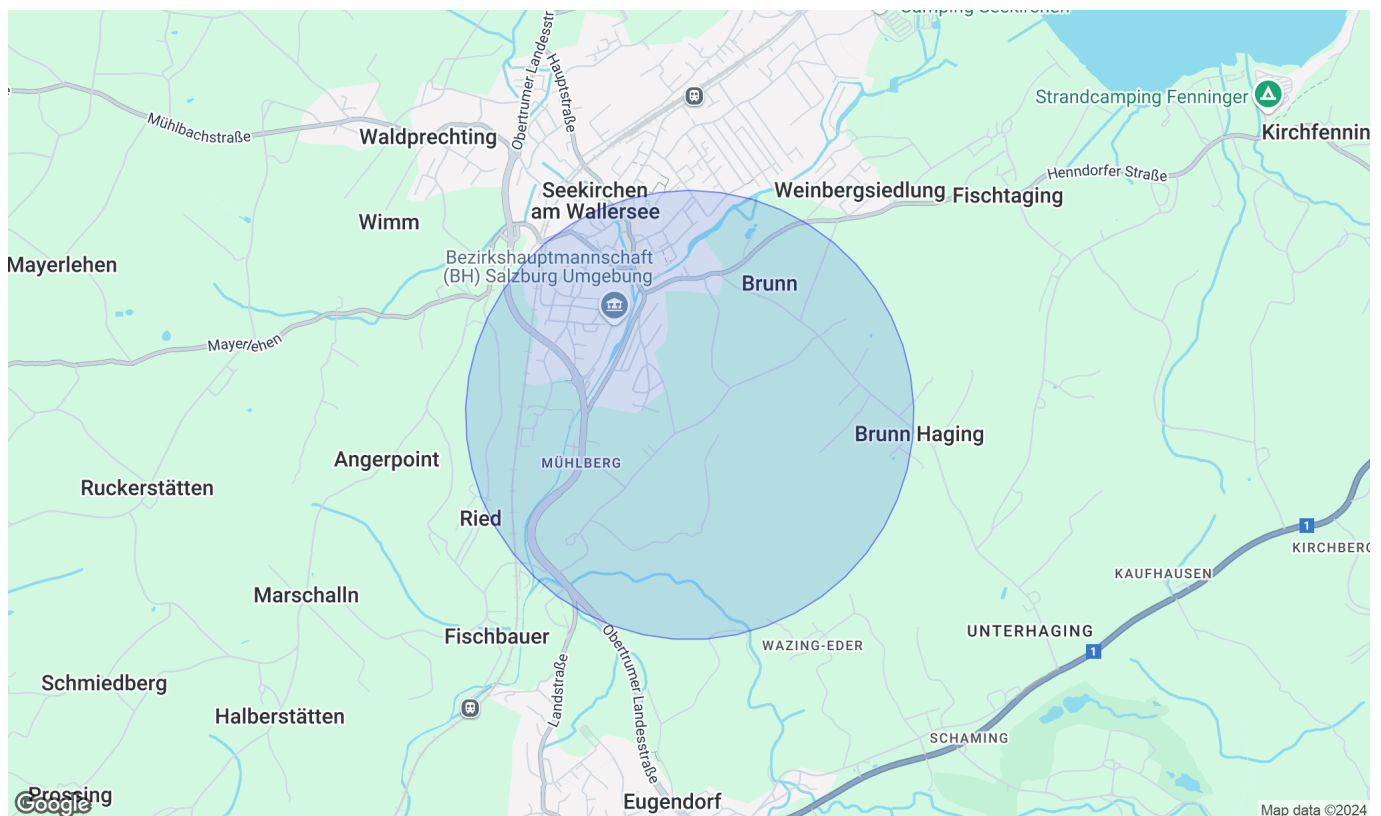 Camping Seekirchen
Obertrumer Landesstr
Hauptstraße
Strandcamping Fenninger
Mühlbachstraße
Waldprechting
Kirchfennin
Henndorfer Straße
Seekirchen
am Wallersee
Weinbergsiedlung
Fischtaging
Wimm
Mayerlehen
Bezirkshauptmannschaft
(BH) Salzburg Umgebung
Brunn
Mayerlehen
Brunn Haging
Angerpoint
MÜHLBERG
Ruckerstätten
Ried
1
KIRCHBERG
KAUFHAUSEN
Marschalln
Fischbauer
UNTERHAGING
WAZING-EDER
1
Obertrumer Landesstraße
Landstraße
Schmiedberg
Halberstätten
SCHAMING
Prossing
Google
Eugendorf
Map data ©2024